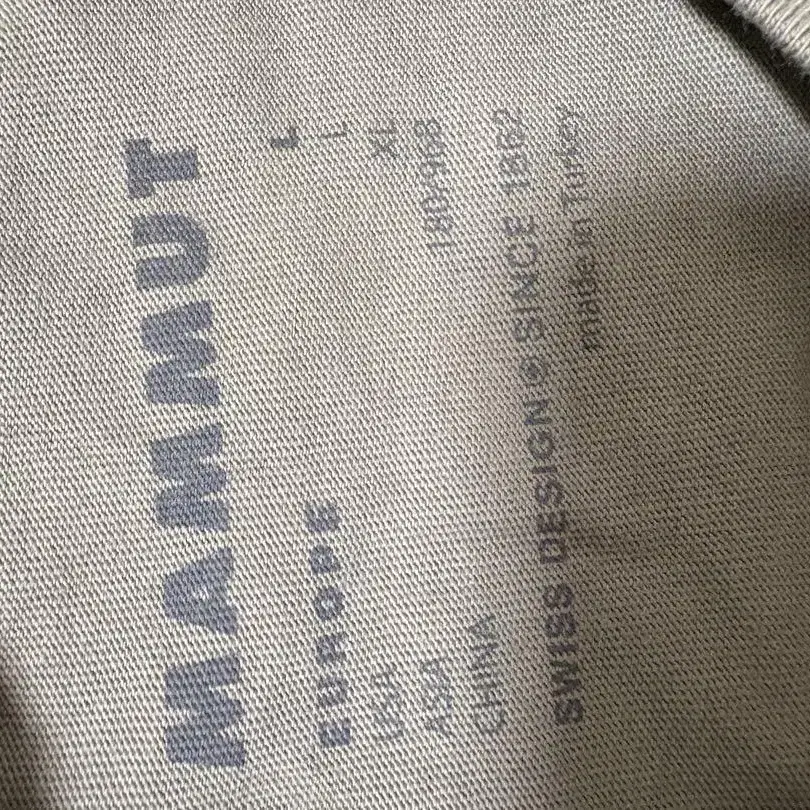 MAMMUT
EUROPE L
USA L
ASIA XL
CHINA 180/96B
SWISS DESIGN SINCE 1862
made in Turkey